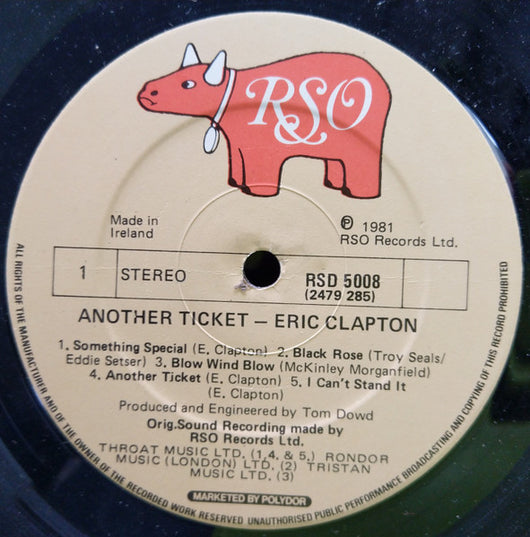 RSO
Made in
Ireland
℗ 1981
RSO Records Ltd.
1
STEREO
RSD 5008
(2479 285)
ANOTHER TICKET – ERIC CLAPTON
1. Something Special (E. Clapton) 2. Black Rose (Troy Seals/
Eddie Setser) 3. Blow Wind Blow (McKinley Morganfield)
4. Another Ticket (E. Clapton) 5. I Can't Stand It
(E. Clapton)
Produced and Engineered by Tom Dowd
Orig.Sound Recording made by
RSO Records Ltd.
THROAT MUSIC LTD. (1,4, & 5,) RONDOR
MUSIC (LONDON) LTD. (2) TRISTAN
MUSIC LTD. (3)
MARKETED BY POLYDOR
ALL RIGHTS OF THE MANUFACTURER AND OF THE OWNER OF THE RECORDED WORK RESERVED UNAUTHORISED PUBLIC PERFORMANCE BROADCASTING AND COPYING OF THIS RECORD PROHIBITED